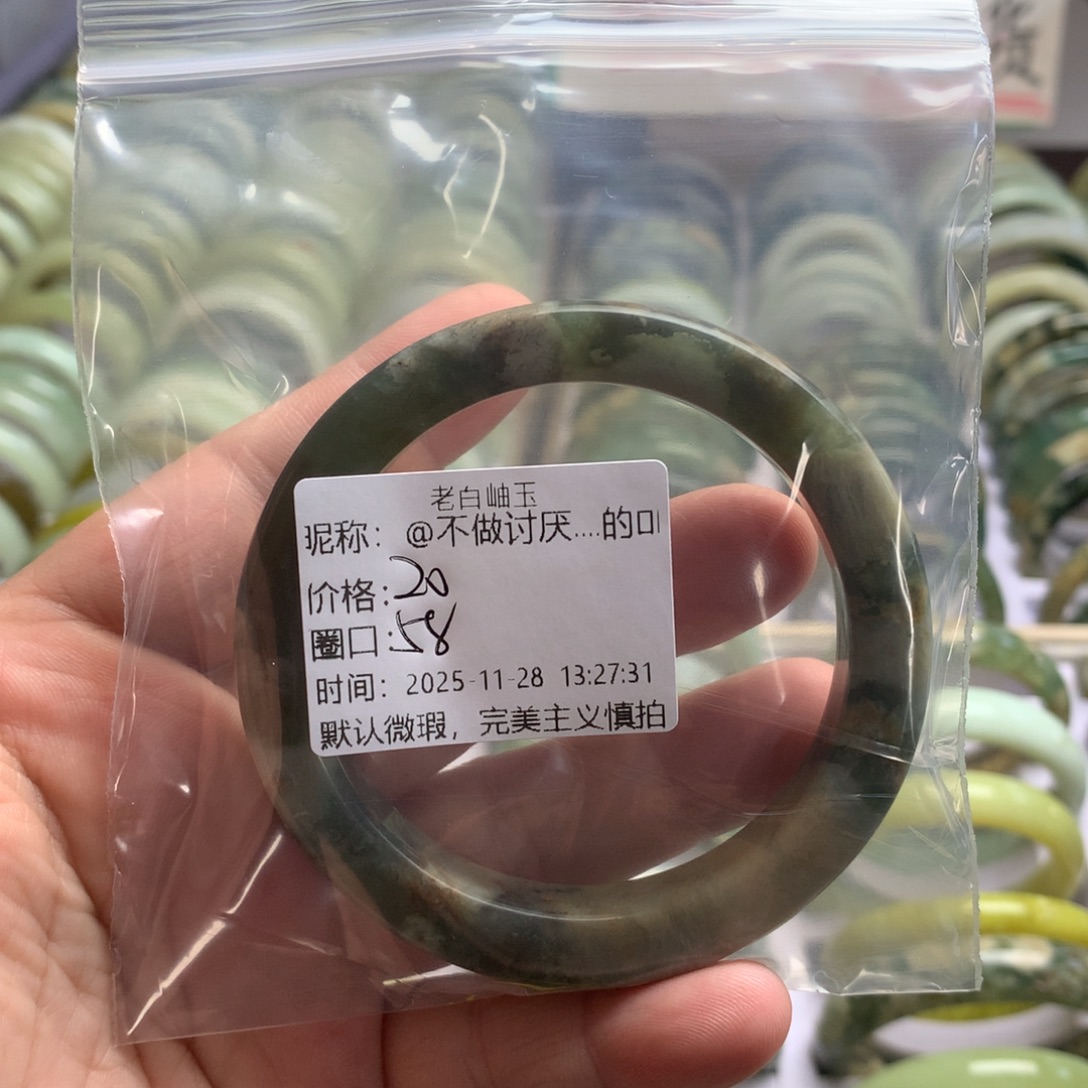 老白岫玉
昵称：@不做讨厌....的
价格：20
圈口：58
时间：2025-11-28 13:27:31
默认微瑕，完美主义慎拍